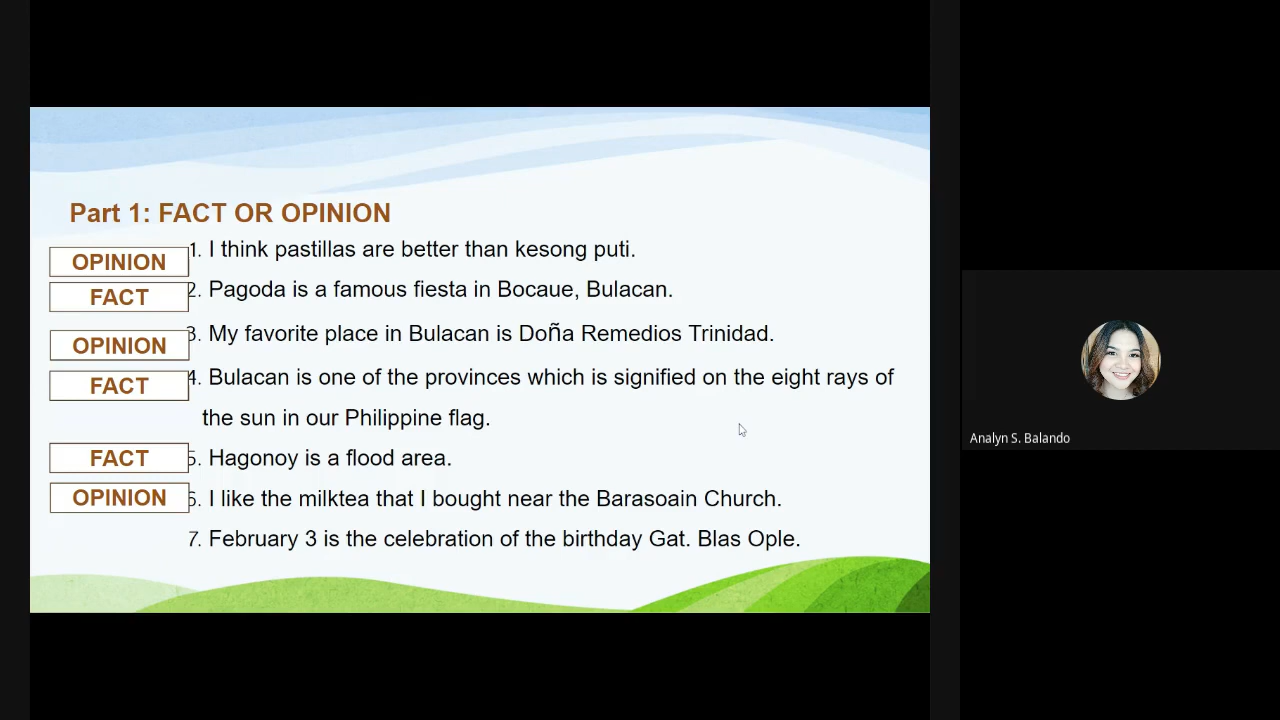 Part 1: FACT OR OPINION
OPINION 1. I think pastillas are better than kesong puti.
FACT 2. Pagoda is a famous fiesta in Bocaue, Bulacan.
OPINION 3. My favorite place in Bulacan is Doña Remedios Trinidad.
FACT 4. Bulacan is one of the provinces which is signified on the eight rays of
the sun in our Philippine flag.
FACT 5. Hagonoy is a flood area.
OPINION 6. I like the milktea that I bought near the Barasoain Church.
7. February 3 is the celebration of the birthday Gat. Blas Ople.
Analyn S. Balando